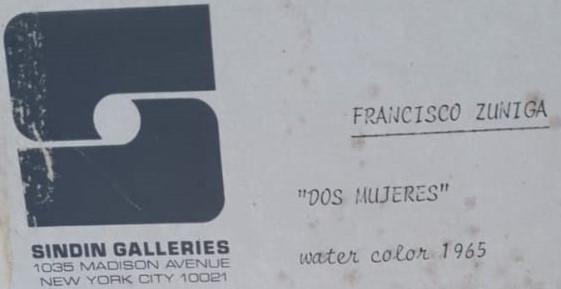 SINDIN GALLERIES
1035 MADISON AVENUE
NEW YORK CITY 10021
FRANCISCO ZUNIGA
"DOS MUJERES"
water color 1965